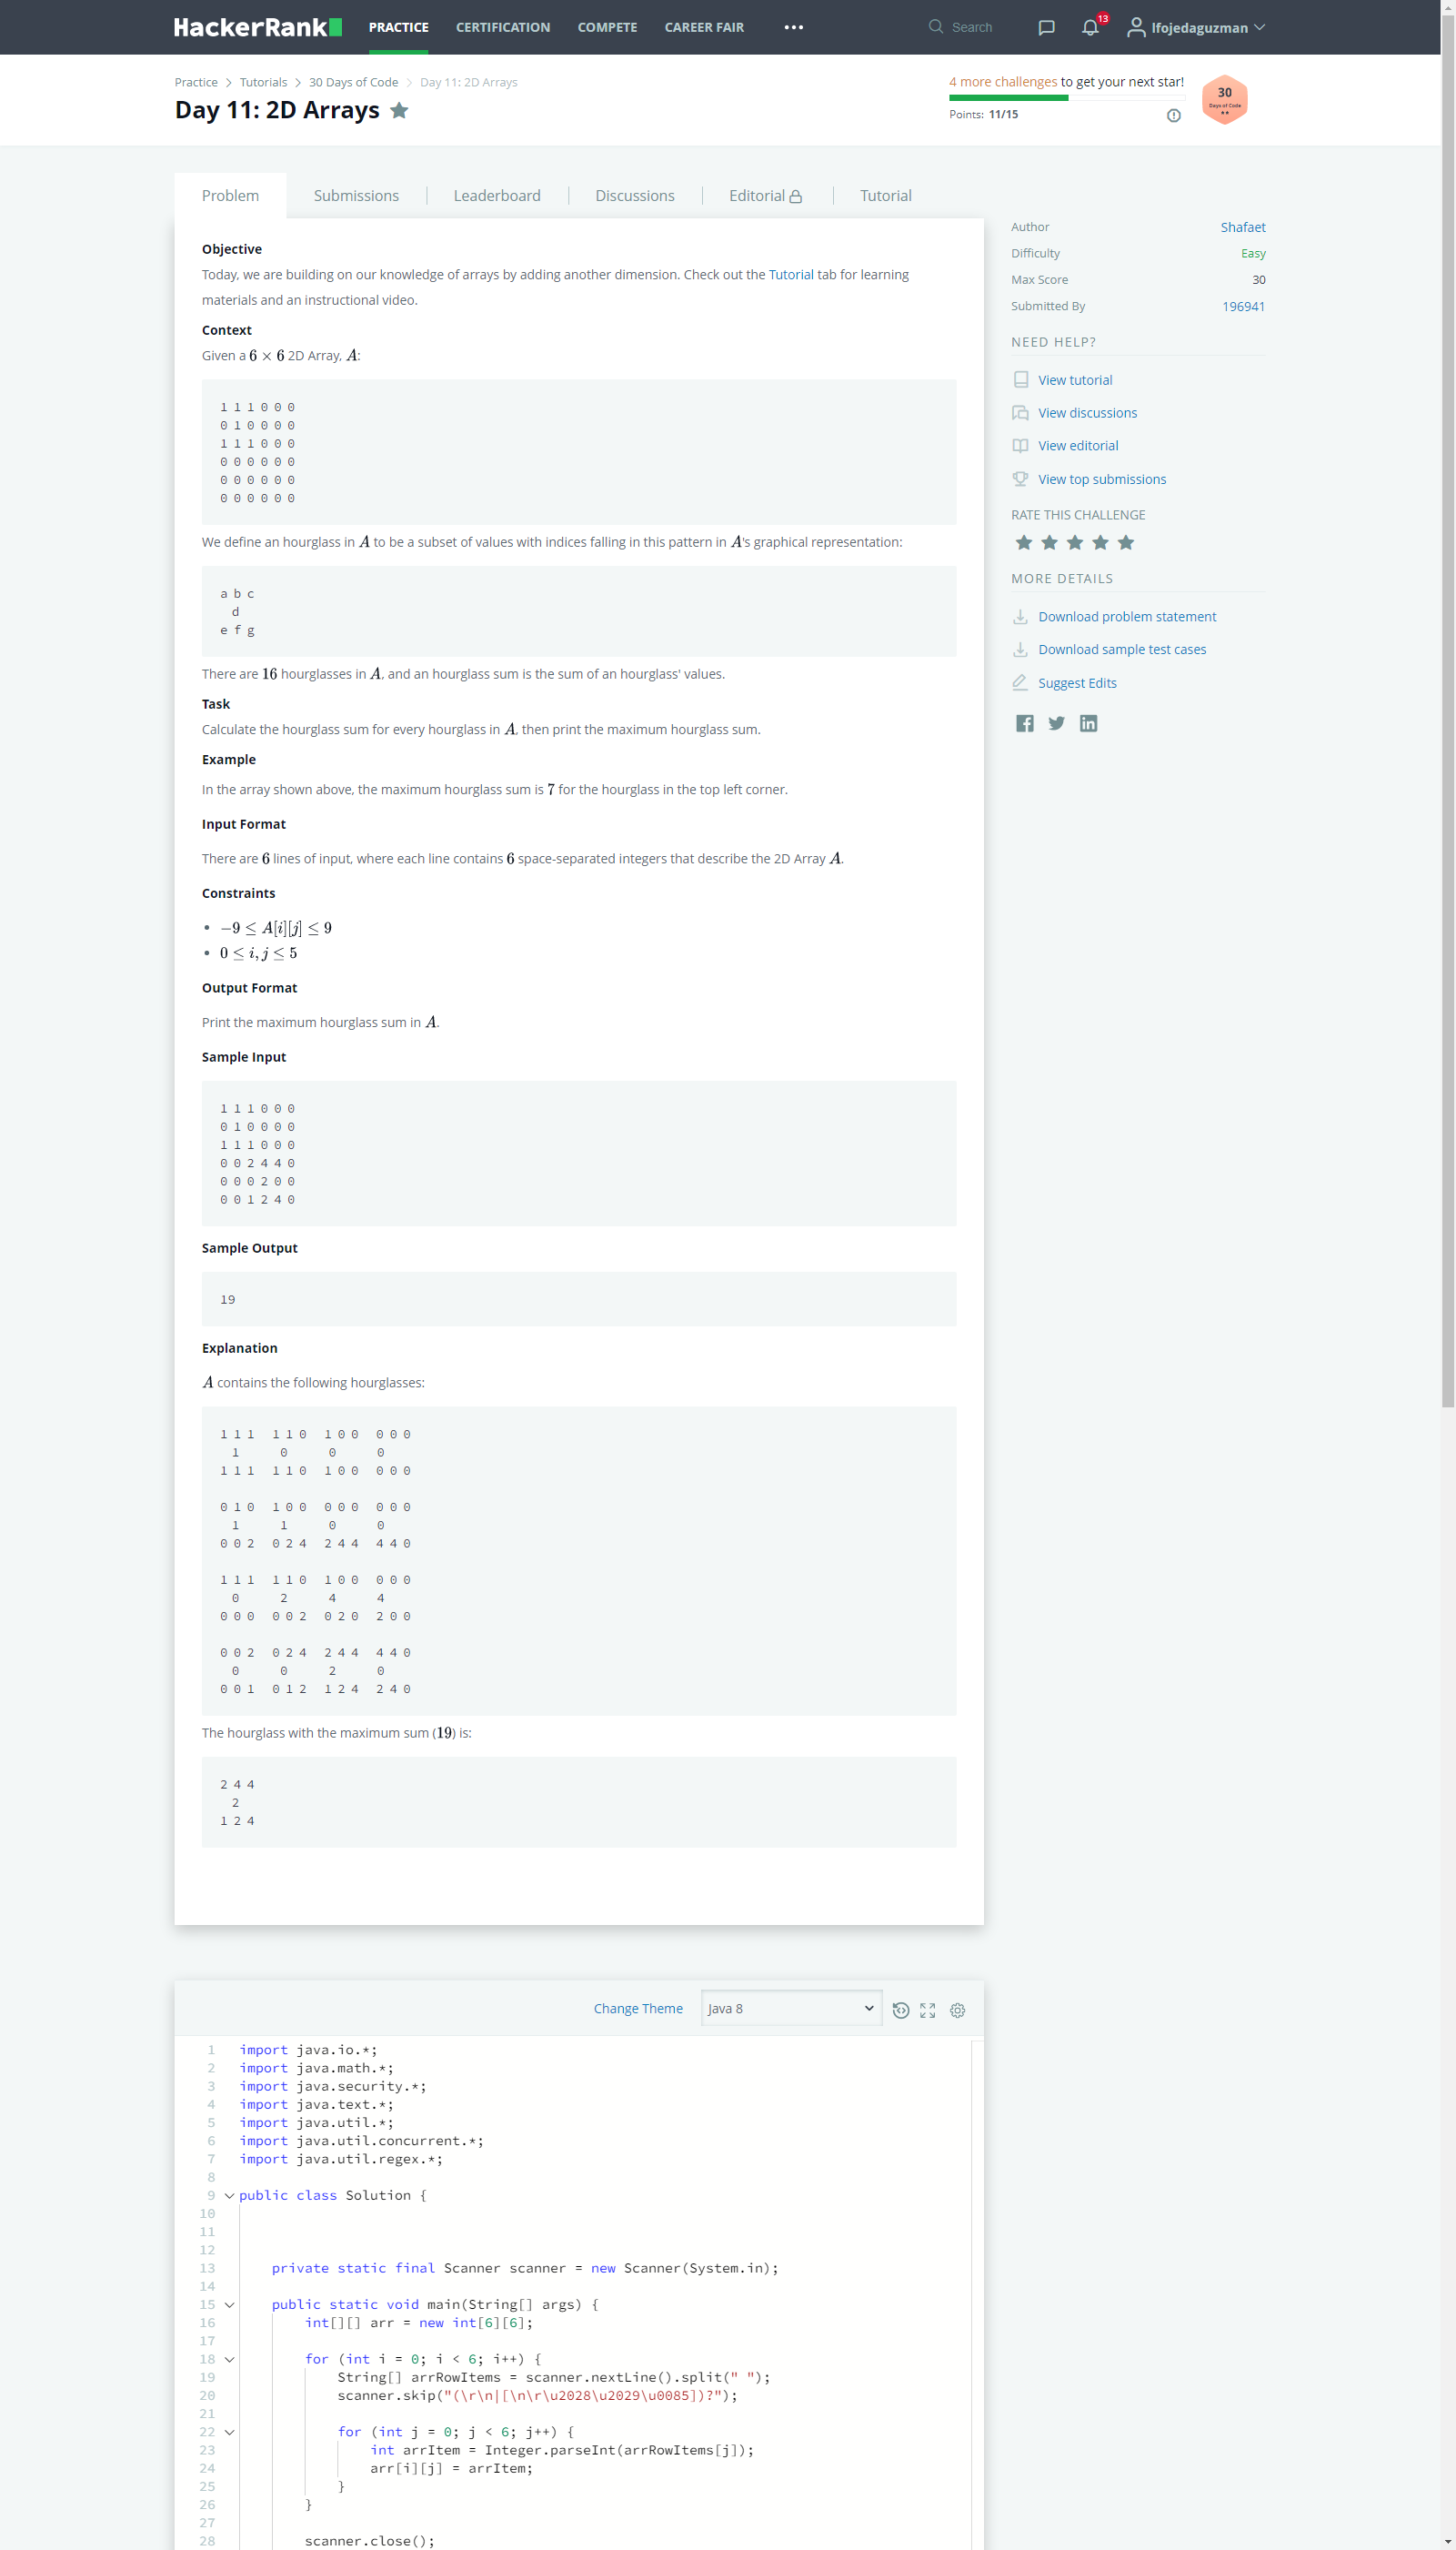 HackerRank PRACTICE CERTIFICATION COMPETE CAREER FAIR ••• Search 13 lfojedaguzman
Practice > Tutorials > 30 Days of Code > Day 11: 2D Arrays
Day 11: 2D Arrays
4 more challenges to get your next star!
Points: 11/15
30
Days of Code
Problem Submissions Leaderboard Discussions Editorial Tutorial
Objective
Today, we are building on our knowledge of arrays by adding another dimension. Check out the Tutorial tab for learning
materials and an instructional video.
Context
Given a 6 × 6 2D Array, A:
1 1 1 0 0 0
0 1 0 0 0 0
1 1 1 0 0 0
0 0 0 0 0 0
0 0 0 0 0 0
0 0 0 0 0 0
We define an hourglass in A to be a subset of values with indices falling in this pattern in A's graphical representation:
a b c
d
e f g
There are 16 hourglasses in A, and an hourglass sum is the sum of an hourglass' values.
Task
Calculate the hourglass sum for every hourglass in A, then print the maximum hourglass sum.
Example
In the array shown above, the maximum hourglass sum is 7 for the hourglass in the top left corner.
Input Format
There are 6 lines of input, where each line contains 6 space-separated integers that describe the 2D Array A.
Constraints
• −9 ≤ A[i][j] ≤ 9
• 0 ≤ i, j ≤ 5
Output Format
Print the maximum hourglass sum in A.
Sample Input
1 1 1 0 0 0
0 1 0 0 0 0
1 1 1 0 0 0
0 0 2 4 4 0
0 0 0 2 0 0
0 0 1 2 4 0
Sample Output
19
Explanation
A contains the following hourglasses:
1 1 1 1 1 0 1 0 0 0 0 0
1 0 0 0
1 1 1 1 1 0 1 0 0 0 0 0
0 1 0 1 0 0 0 0 0 0 0 0
1 1 0 0
0 0 2 0 2 4 2 4 4 4 4 0
1 1 1 1 1 0 1 0 0 0 0 0
0 2 4 4
0 0 0 0 0 2 0 2 0 2 0 0
0 0 2 0 2 4 2 4 4 4 4 0
0 0 2 0
0 0 1 0 1 2 1 2 4 2 4 0
The hourglass with the maximum sum (19) is:
2 4 4
2
1 2 4
Author Shafaet
Difficulty Easy
Max Score 30
Submitted By 196941
NEED HELP?
View tutorial
View discussions
View editorial
View top submissions
RATE THIS CHALLENGE
MORE DETAILS
Download problem statement
Download sample test cases
Suggest Edits
Change Theme Java 8
1 import java.io.*;
2 import java.math.*;
3 import java.security.*;
4 import java.text.*;
5 import java.util.*;
6 import java.util.concurrent.*;
7 import java.util.regex.*;
8
9 public class Solution {
10
11
12
13 private static final Scanner scanner = new Scanner(System.in);
14
15 public static void main(String[] args) {
16 int[][] arr = new int[6][6];
17
18 for (int i = 0; i < 6; i++) {
19 String[] arrRowItems = scanner.nextLine().split(" ");
20 scanner.skip("(\r\n|[\n\r\u2028\u2029\u0085])?");
21
22 for (int j = 0; j < 6; j++) {
23 int arrItem = Integer.parseInt(arrRowItems[j]);
24 arr[i][j] = arrItem;
25 }
26 }
27
28 scanner.close();